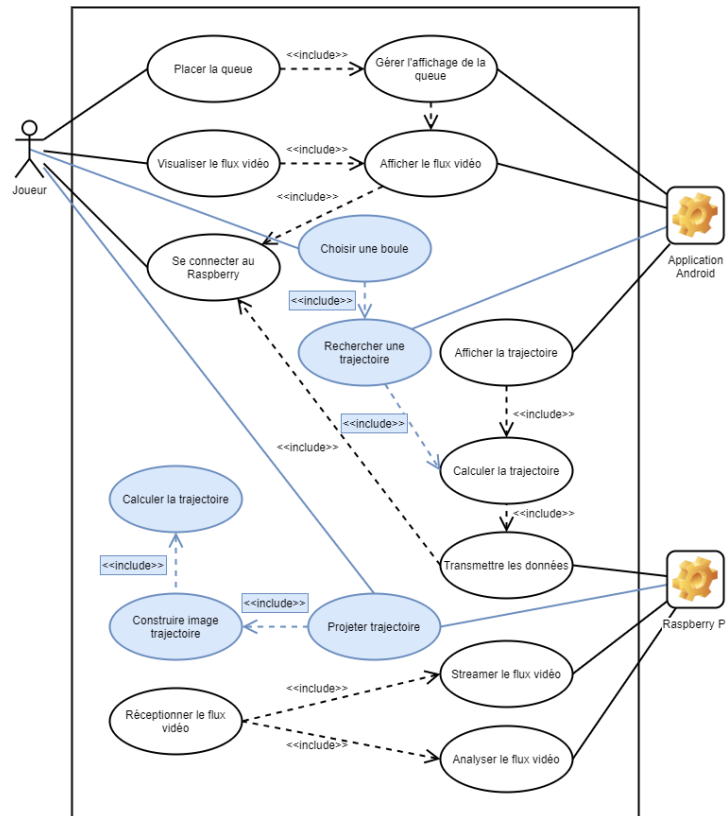 Placer la queue
<<include>>
Gérer l'affichage de la
queue
Joueur
Visualiser le flux vidéo
<<include>>
Afficher le flux vidéo
<<include>>
Se connecter au
Raspberry
Choisir une boule
Application
Android
<<include>>
Rechercher une
trajectoire
Afficher la trajectoire
<<include>>
<<include>>
<<include>>
Calculer la trajectoire
Calculer la trajectoire
<<include>>
<<include>>
Transmettre les données
<<include>>
Construire image
trajectoire
Projeter trajectoire
Raspberry P
Streamer le flux vidéo
<<include>>
Réceptionner le flux
vidéo
<<include>>
Analyser le flux vidéo